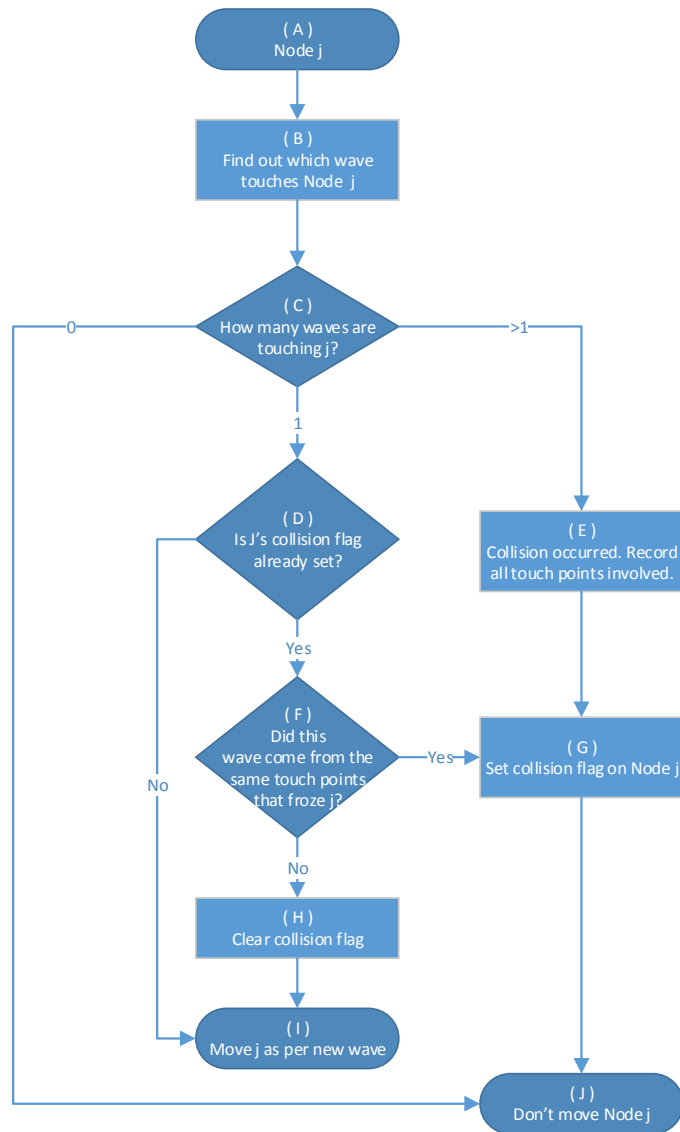 ( A )
Node j
( B )
Find out which wave
touches Node j
( C )
How many waves are
touching j?
0
>1
1
( D )
Is J's collision flag
already set?
( E )
Collision occurred. Record
all touch points involved.
Yes
( F )
Did this
wave come from the
same touch points
that froze j?
Yes
( G )
Set collision flag on Node j
No
No
( H )
Clear collision flag
( I )
Move j as per new wave
( J )
Don't move Node j